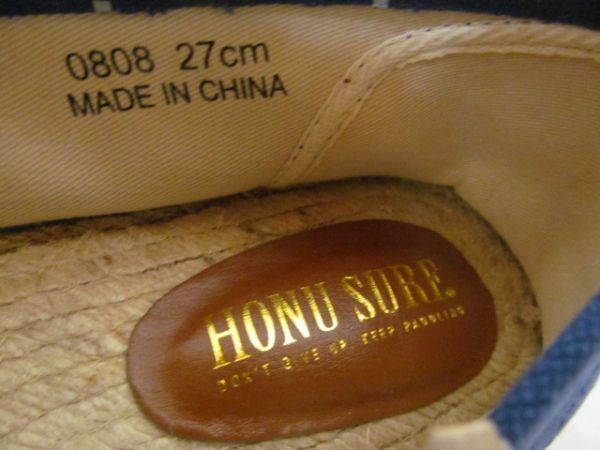 0808 27cm
MADE IN CHINA
HONU SURF.
DON'T GIVE UP. KEEP PADDLING